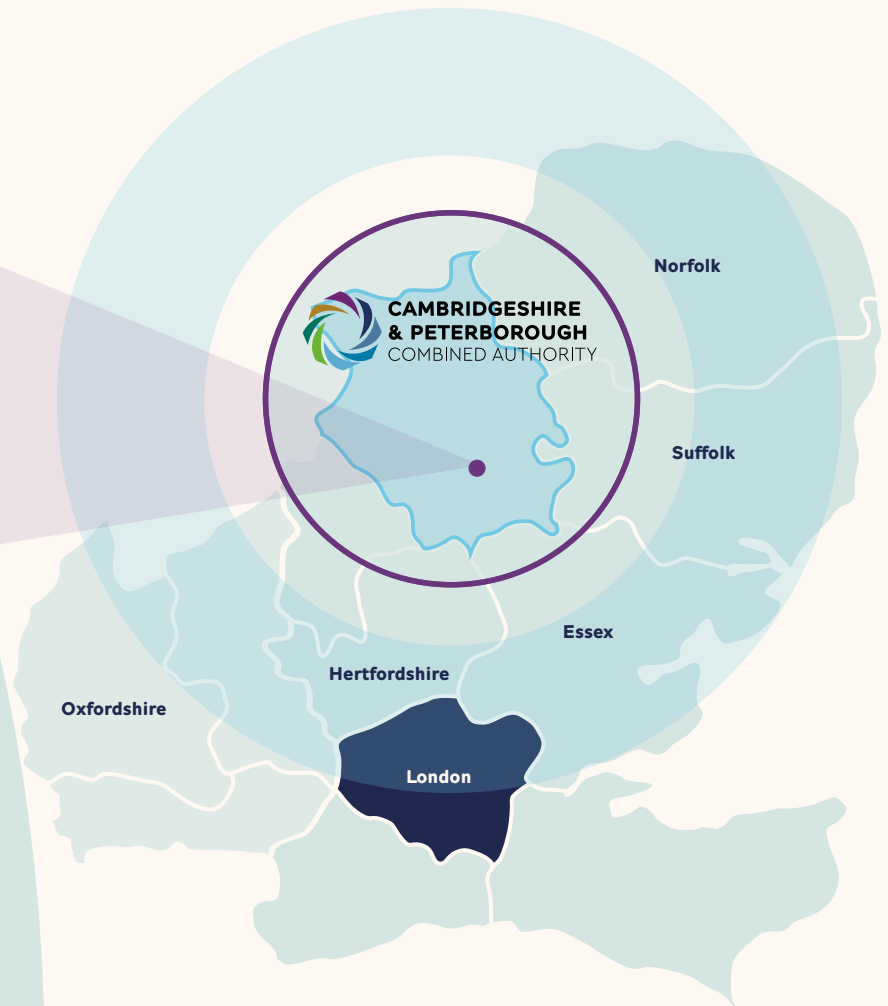 CAMBRIDGESHIRE
& PETERBOROUGH
COMBINED AUTHORITY
Norfolk
Suffolk
Essex
Hertfordshire
Oxfordshire
London